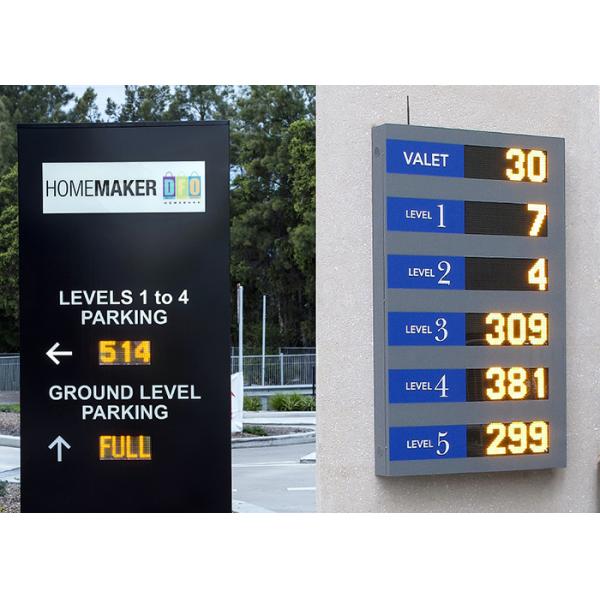 HOMEMAKER DFO
HOMEBUSH
LEVELS 1 to 4
PARKING
← 514
GROUND LEVEL
PARKING
↑ FULL
VALET 30
LEVEL 1 7
LEVEL 2 4
LEVEL 3 309
LEVEL 4 381
LEVEL 5 299